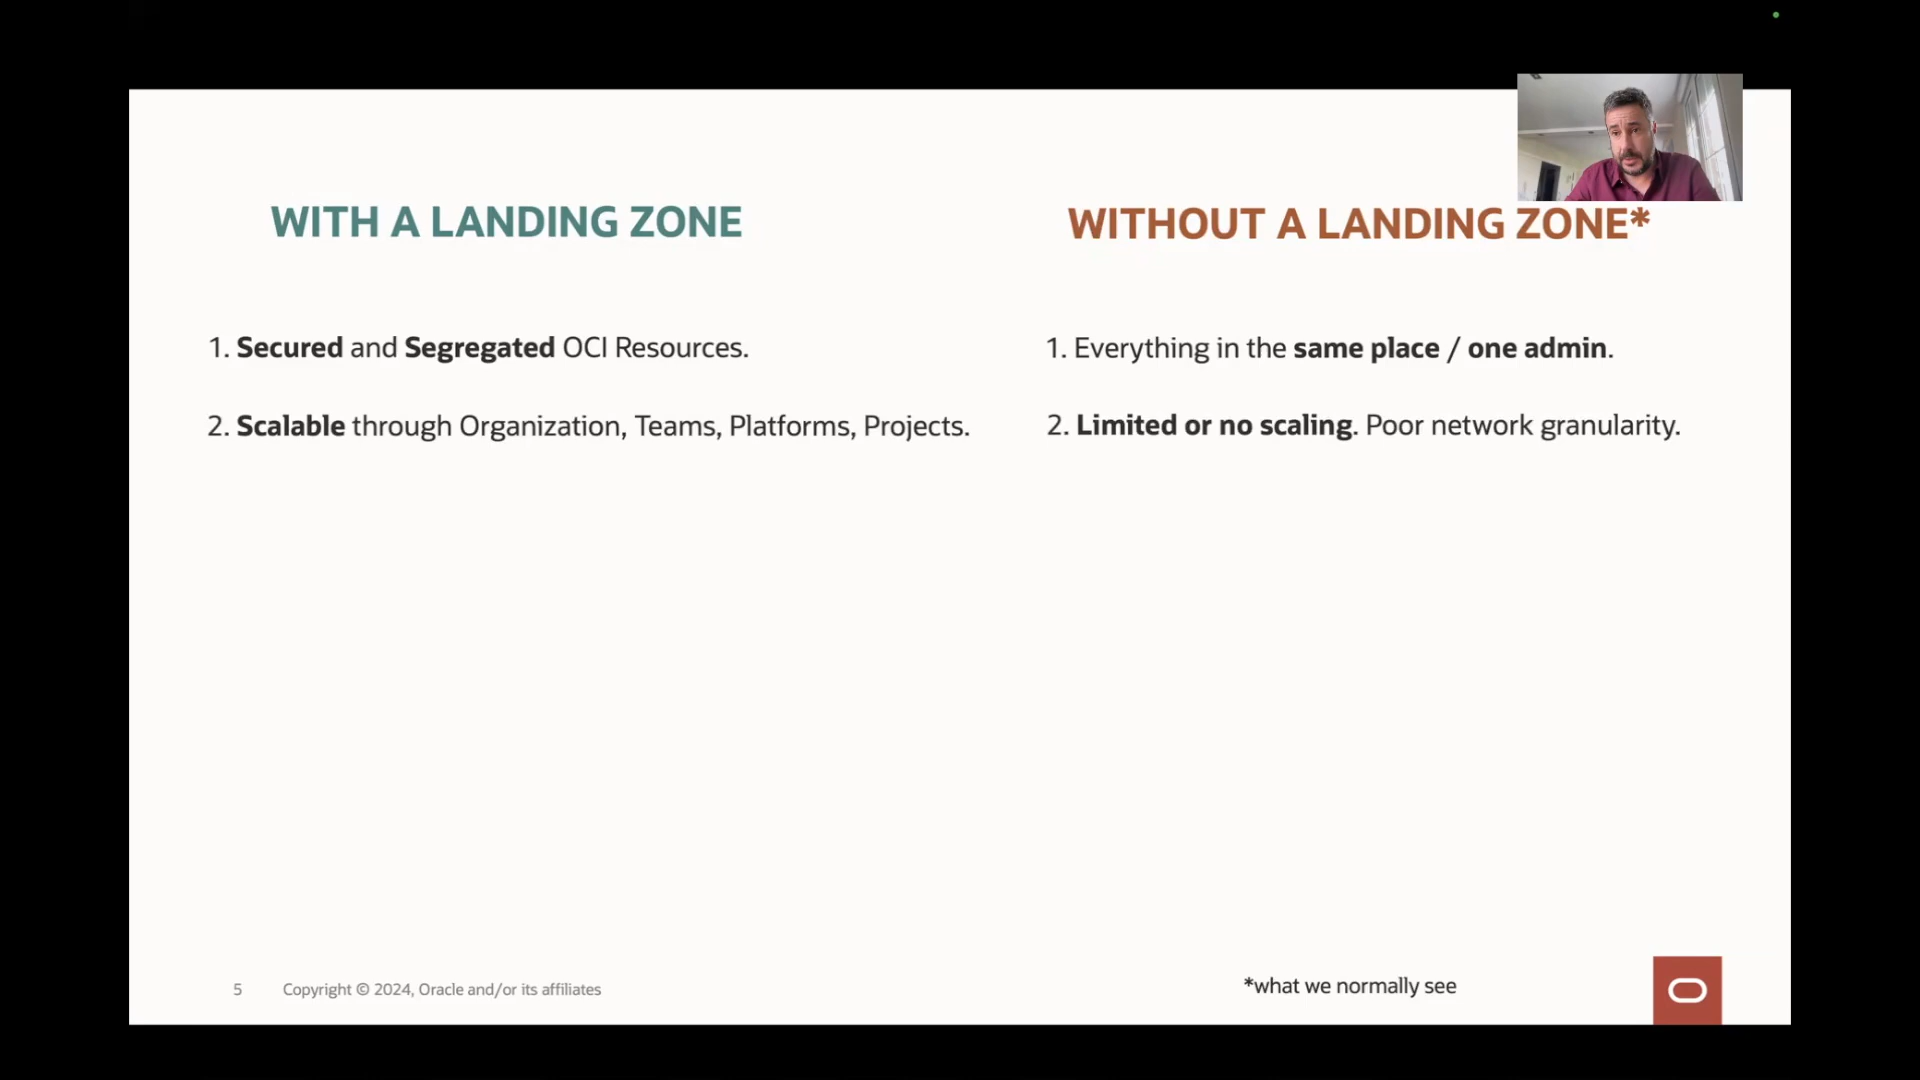 WITH A LANDING ZONE
1. Secured and Segregated OCI Resources.
2. Scalable through Organization, Teams, Platforms, Projects.
WITHOUT A LANDING ZONE*
1. Everything in the same place / one admin.
2. Limited or no scaling. Poor network granularity.
5 Copyright © 2024, Oracle and/or its affiliates
*what we normally see